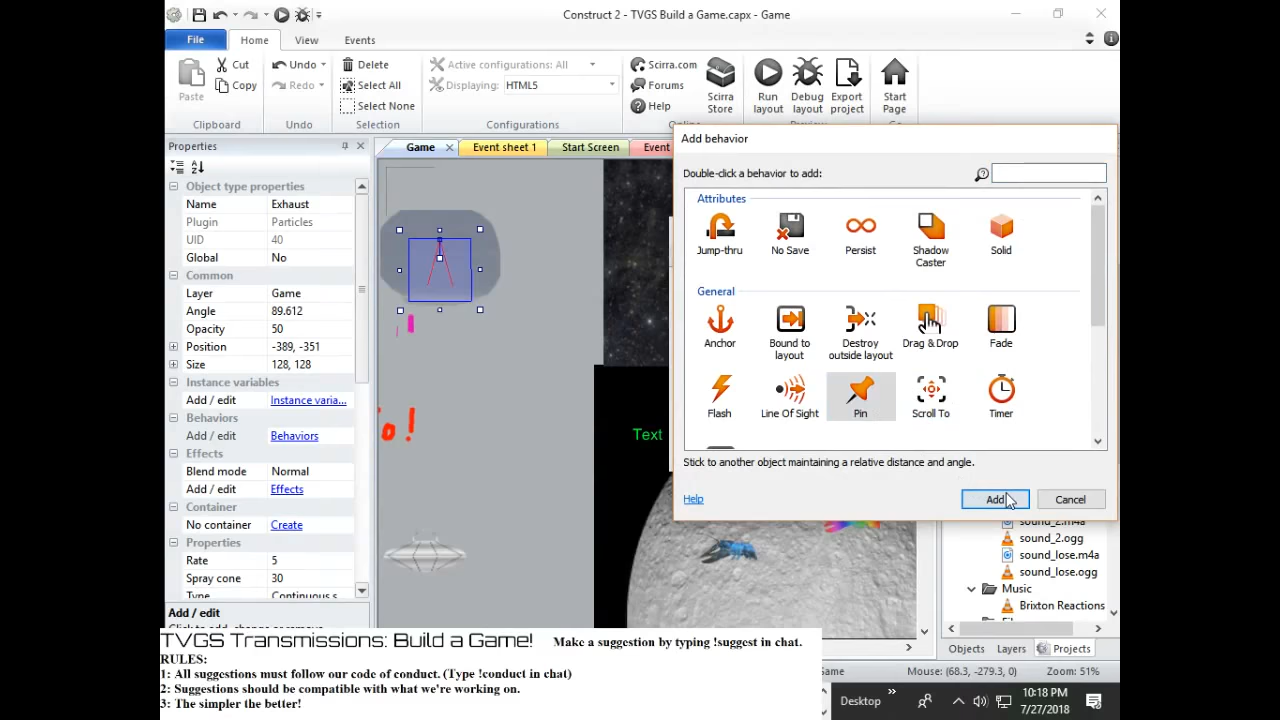 Construct 2 - TVGS Build a Game.capx - Game
File Home View Events
Paste Cut Copy
Undo Redo
Delete
Select All
Select None
Active configurations: All
Displaying: HTML5
Scirra.com
Forums
Help
Scirra Store
Run layout
Debug layout
Export project
Start Page
Clipboard Undo Selection Configurations
Properties
Game Event sheet 1 Start Screen Event
Object type properties
Name Exhaust
Plugin Particles
UID 40
Global No
Common
Layer Game
Angle 89.612
Opacity 50
Position -389, -351
Size 128, 128
Instance variables
Add / edit Instance varia...
Behaviors
Add / edit Behaviors
Effects
Blend mode Normal
Add / edit Effects
Container
No container Create
Properties
Rate 5
Spray cone 30
Type Continuous s
Add / edit
o!
Text
Add behavior
Double-click a behavior to add:
Attributes
Jump-thru No Save Persist Shadow Caster Solid
General
Anchor Bound to layout Destroy outside layout Drag & Drop Fade
Flash Line Of Sight Pin Scroll To Timer
Stick to another object maintaining a relative distance and angle.
Help Add Cancel
sound_2.m4a
sound_2.ogg
sound_lose.m4a
sound_lose.ogg
Music
Brixton Reactions
Objects Layers Projects
Mouse: (68.3, -279.3, 0) Zoom: 51%
TVGS Transmissions: Build a Game! Make a suggestion by typing !suggest in chat.
RULES:
1: All suggestions must follow our code of conduct. (Type !conduct in chat)
2: Suggestions should be compatible with what we're working on.
3: The simpler the better!
Desktop
10:18 PM
7/27/2018